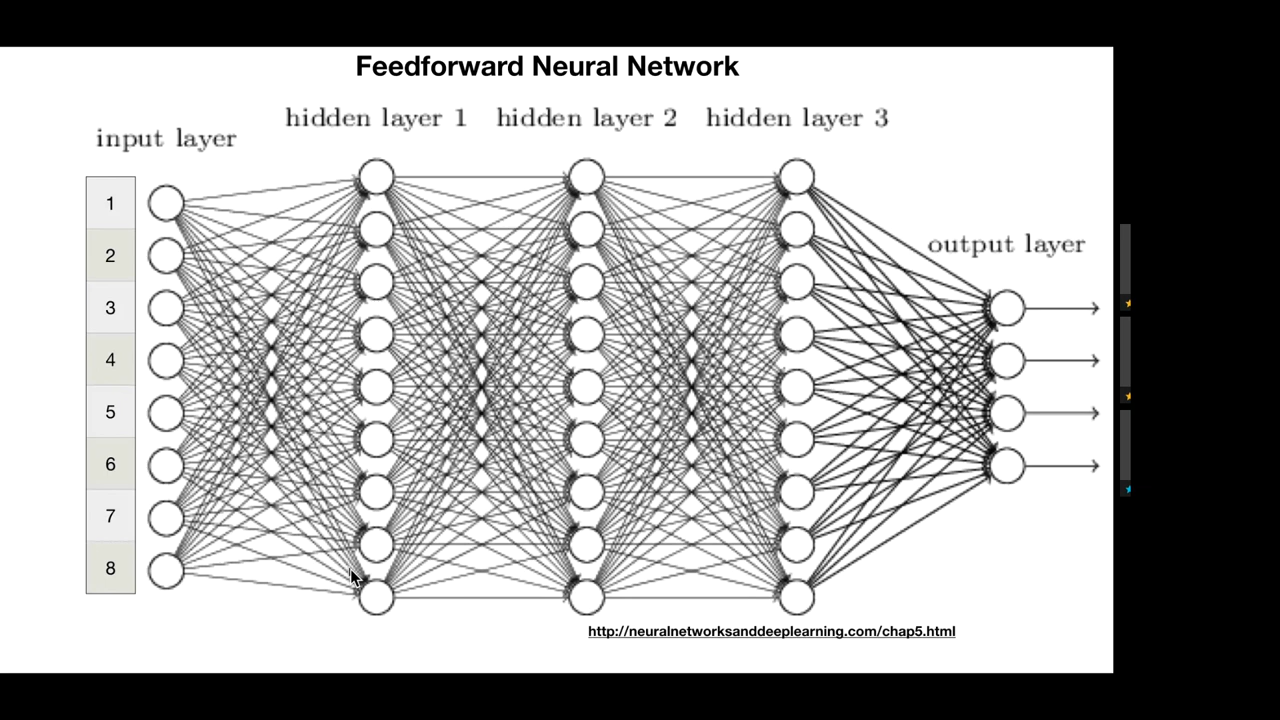 Feedforward Neural Network
input layer
hidden layer 1
hidden layer 2
hidden layer 3
output layer
1
2
3
4
5
6
7
8
http://neuralnetworksanddeeplearning.com/chap5.html